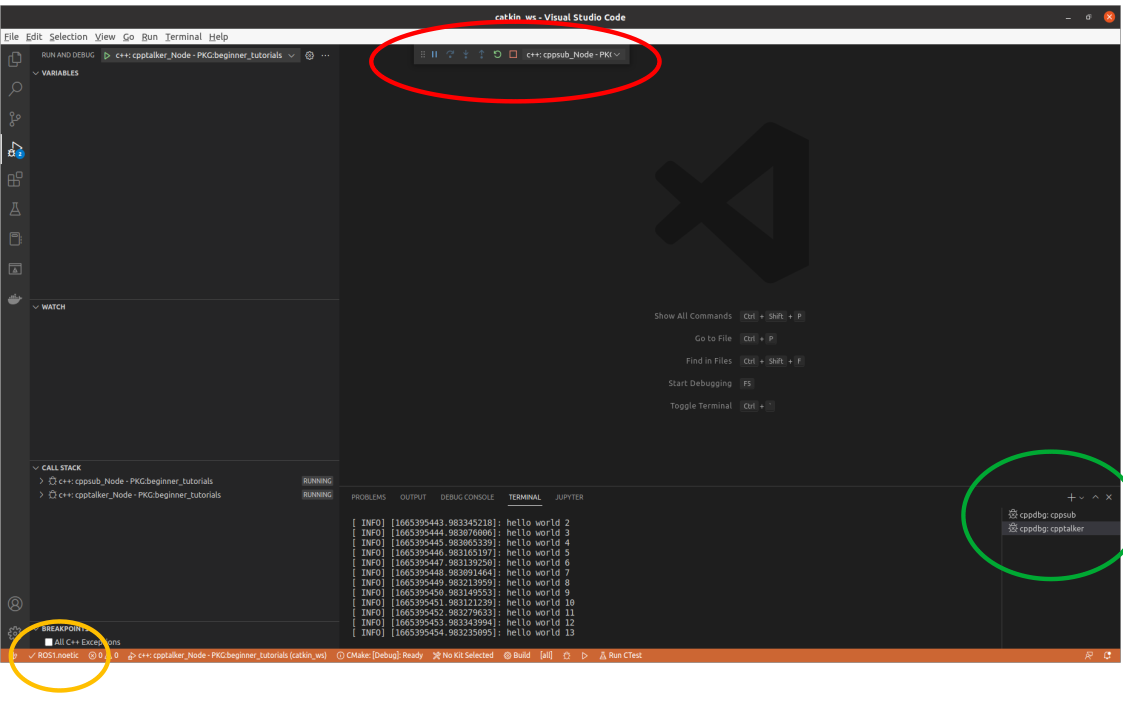 catkin_ws - Visual Studio Code
File Edit Selection View Go Run Terminal Help
RUN AND DEBUG c++: cpptalker_Node - PKG:beginner_tutorials
c++: cppsub_Node - PK
VARIABLES
2
WATCH
Show All Commands Ctrl + Shift + P
Go to File Ctrl + P
Find in Files Ctrl + Shift + F
Start Debugging F5
Toggle Terminal Ctrl + `
CALL STACK
c++: cppsub_Node - PKG:beginner_tutorials RUNNING
c++: cpptalker_Node - PKG:beginner_tutorials RUNNING
PROBLEMS OUTPUT DEBUG CONSOLE TERMINAL JUPYTER
cppdbg: cppsub
cppdbg: cpptalker
[ INFO] [1665395443.983345218]: hello world 2
[ INFO] [1665395444.983076006]: hello world 3
[ INFO] [1665395445.983065339]: hello world 4
[ INFO] [1665395446.983165197]: hello world 5
[ INFO] [1665395447.983139250]: hello world 6
[ INFO] [1665395448.983091464]: hello world 7
[ INFO] [1665395449.983213959]: hello world 8
[ INFO] [1665395450.983149553]: hello world 9
[ INFO] [1665395451.983121239]: hello world 10
[ INFO] [1665395452.983279633]: hello world 11
[ INFO] [1665395453.983343994]: hello world 12
[ INFO] [1665395454.983235095]: hello world 13
BREAKPOINTS
All C++ Exceptions
ROS1.noetic 0 0 c++: cpptalker_Node - PKG:beginner_tutorials (catkin_ws) CMake: [Debug]: Ready No Kit Selected Build [all] Run CTest